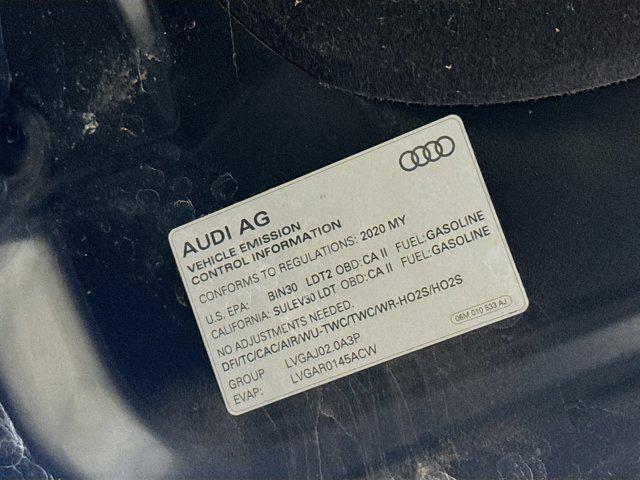 AUDI AG
VEHICLE EMISSION
CONTROL INFORMATION
CONFORMS TO REGULATIONS: 2020 MY
U.S. EPA: BIN30 LDT2 OBD:CA II FUEL:GASOLINE
CALIFORNIA: SULEV30 LDT OBD:CA II FUEL:GASOLINE
NO ADJUSTMENTS NEEDED.
DFI/TC/CAC/AIR/WU-TWC/TWC/WR-HO2S/HO2S
GROUP LVGAJ02.0A3P
EVAP: LVGAR0145ACW
06M 010 533 AJ